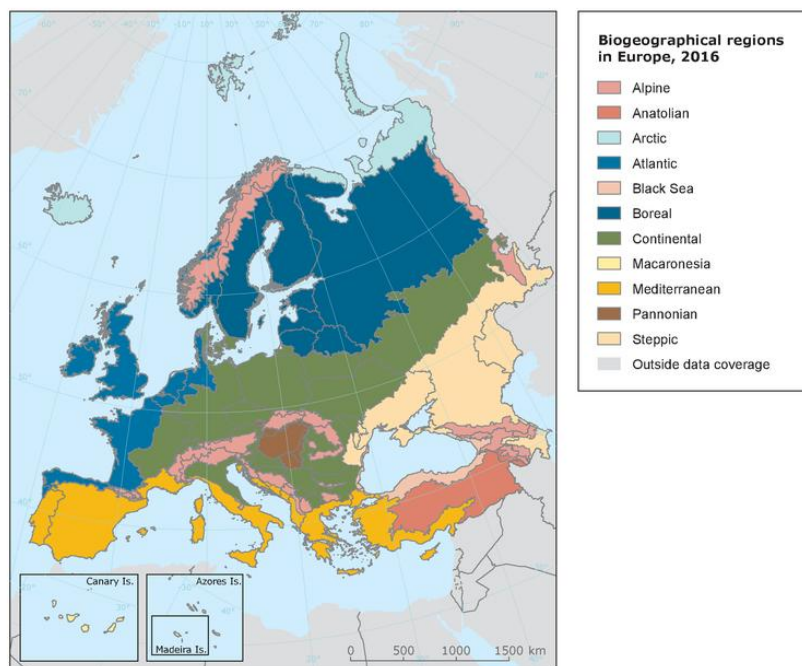 Biogeographical regions
in Europe, 2016
Alpine
Anatolian
Arctic
Atlantic
Black Sea
Boreal
Continental
Macaronesia
Mediterranean
Pannonian
Steppic
Outside data coverage
Canary Is.
Azores Is.
Madeira Is.
0 500 1000 1500 km